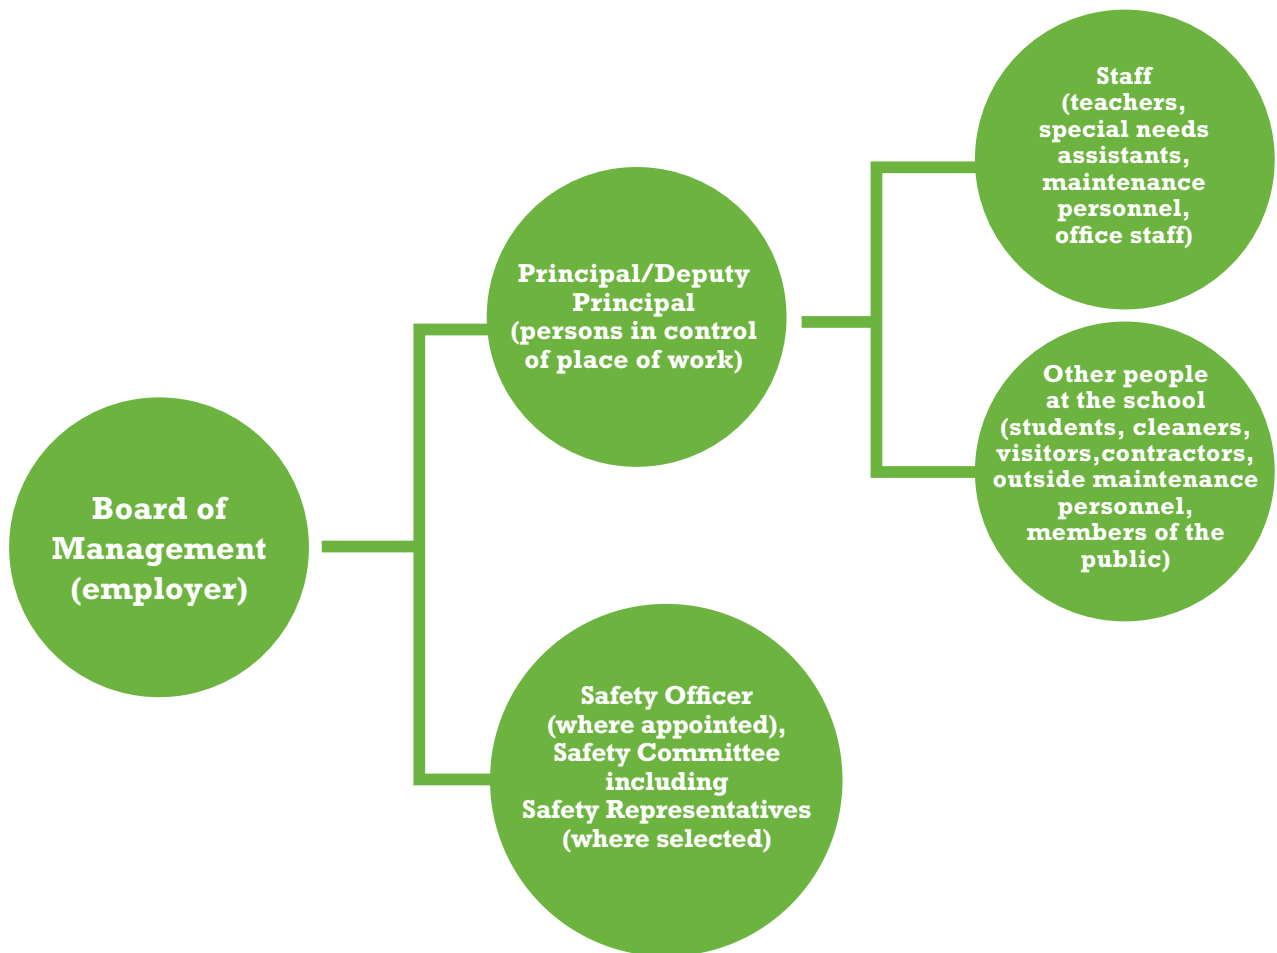 Board of
Management
(employer)
Principal/Deputy
Principal
(persons in control
of place of work)
Safety Officer
(where appointed),
Safety Committee
including
Safety Representatives
(where selected)
Staff
(teachers,
special needs
assistants,
maintenance
personnel,
office staff)
Other people
at the school
(students, cleaners,
visitors,contractors,
outside maintenance
personnel,
members of the
public)